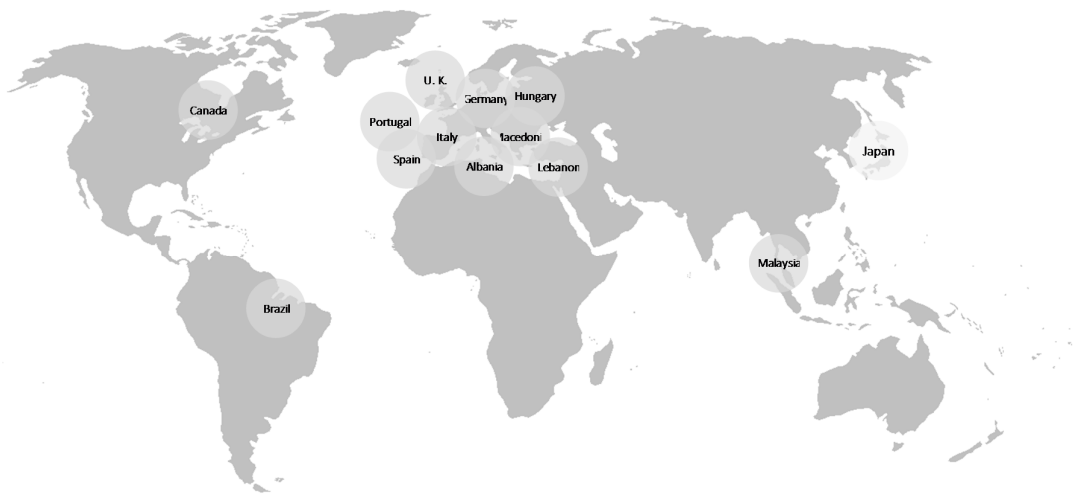 U. K.
Germany
Hungary
Canada
Portugal
Italy
Macedoni
Japan
Spain
Albania
Lebanon
Malaysia
Brazil